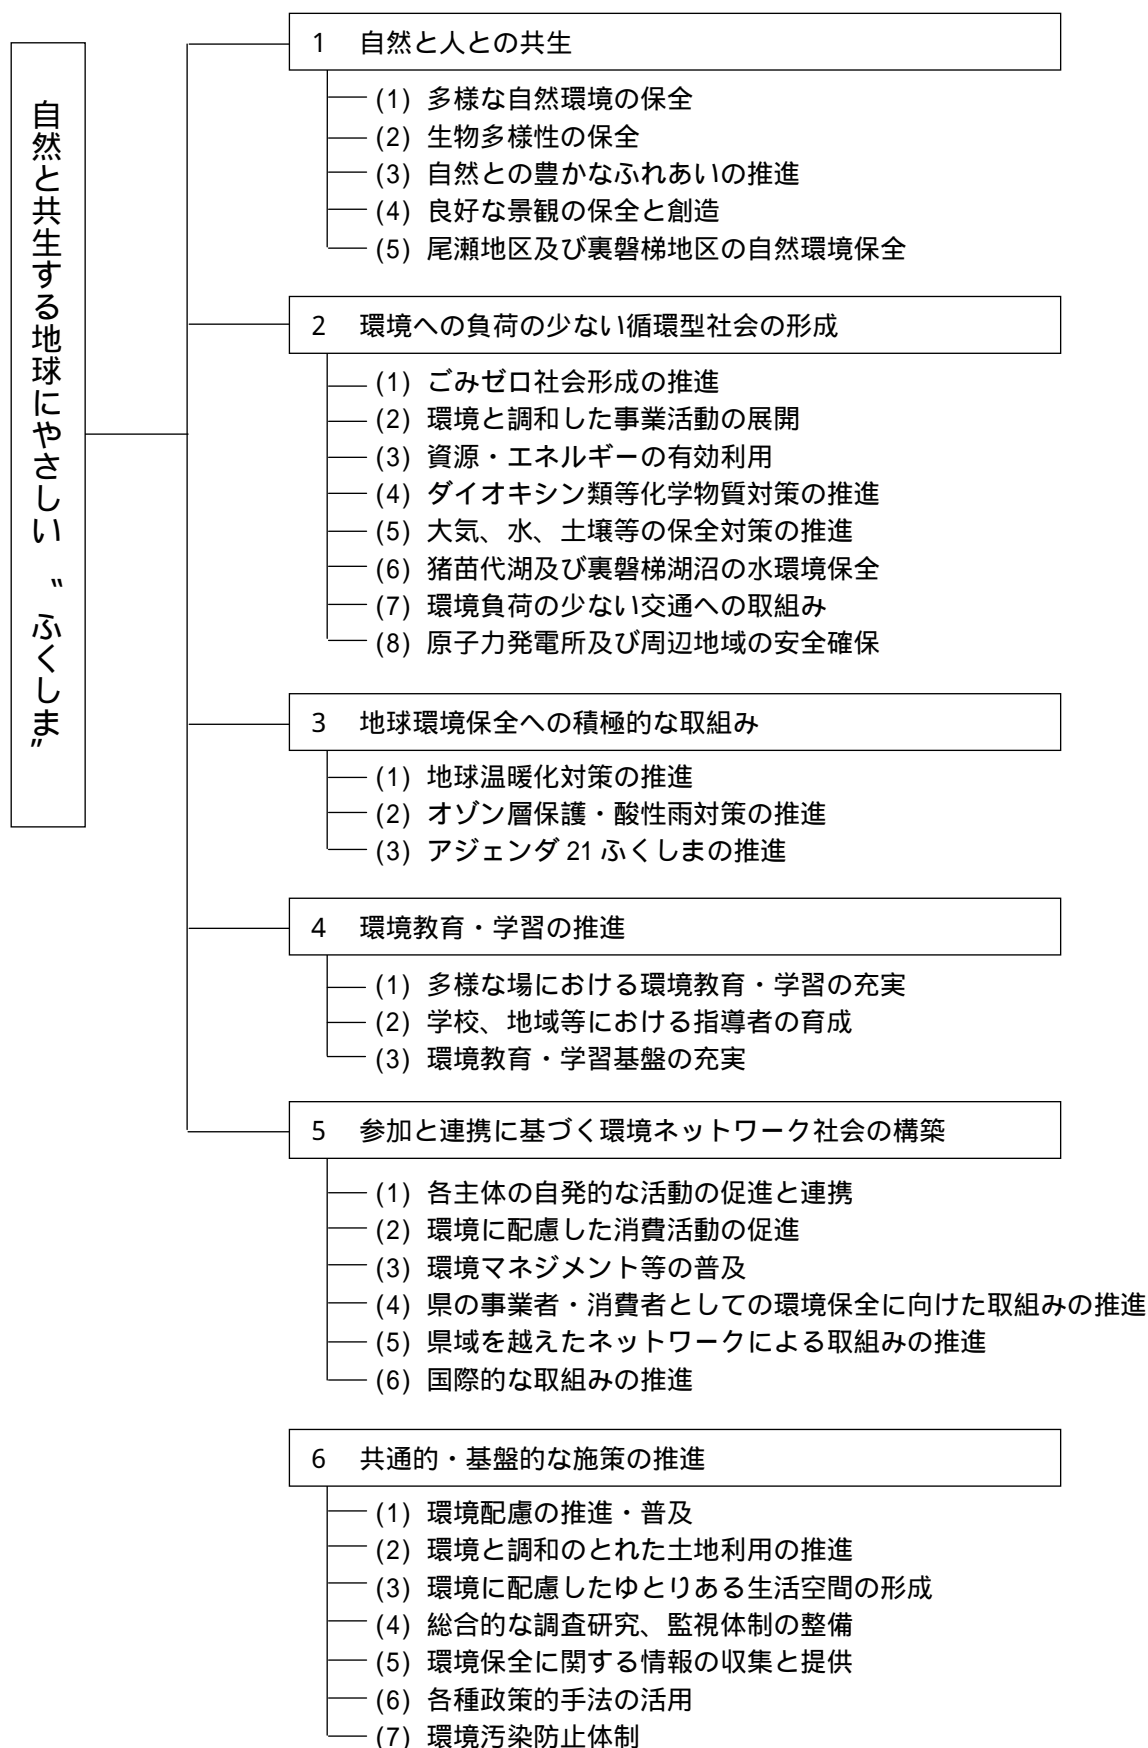 自然と共生する地球にやさしい〝ふくしま〟
1 自然と人との共生
(1) 多様な自然環境の保全
(2) 生物多様性の保全
(3) 自然との豊かなふれあいの推進
(4) 良好な景観の保全と創造
(5) 尾瀬地区及び裏磐梯地区の自然環境保全
2 環境への負荷の少ない循環型社会の形成
(1) ごみゼロ社会形成の推進
(2) 環境と調和した事業活動の展開
(3) 資源・エネルギーの有効利用
(4) ダイオキシン類等化学物質対策の推進
(5) 大気、水、土壌等の保全対策の推進
(6) 猪苗代湖及び裏磐梯湖沼の水環境保全
(7) 環境負荷の少ない交通への取組み
(8) 原子力発電所及び周辺地域の安全確保
3 地球環境保全への積極的な取組み
(1) 地球温暖化対策の推進
(2) オゾン層保護・酸性雨対策の推進
(3) アジェンダ 21 ふくしまの推進
4 環境教育・学習の推進
(1) 多様な場における環境教育・学習の充実
(2) 学校、地域等における指導者の育成
(3) 環境教育・学習基盤の充実
5 参加と連携に基づく環境ネットワーク社会の構築
(1) 各主体の自発的な活動の促進と連携
(2) 環境に配慮した消費活動の促進
(3) 環境マネジメント等の普及
(4) 県の事業者・消費者としての環境保全に向けた取組みの推進
(5) 県域を越えたネットワークによる取組みの推進
(6) 国際的な取組みの推進
6 共通的・基盤的な施策の推進
(1) 環境配慮の推進・普及
(2) 環境と調和のとれた土地利用の推進
(3) 環境に配慮したゆとりある生活空間の形成
(4) 総合的な調査研究、監視体制の整備
(5) 環境保全に関する情報の収集と提供
(6) 各種政策的手法の活用
(7) 環境汚染防止体制